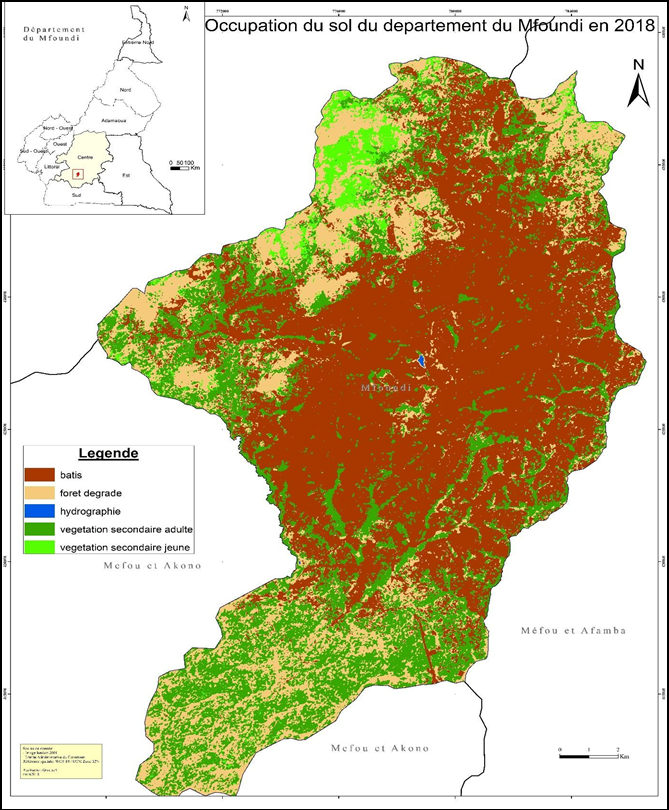 Occupation du sol du departement du Mfoundi en 2018
Département
du Mfoundi
N
Extrême Nord
Nord
Adamaoua
Nord - Ouest
Ouest
Sud - Ouest
Centre
Littoral
Est
Sud
0 50 100
Km
N
Mfoundi
Legende
batis
foret degrade
hydrographie
vegetation secondaire adulte
vegetation secondaire jeune
Mefou et Akono
Méfou et Afamba
Mefou et Akono
0 1 2
Km